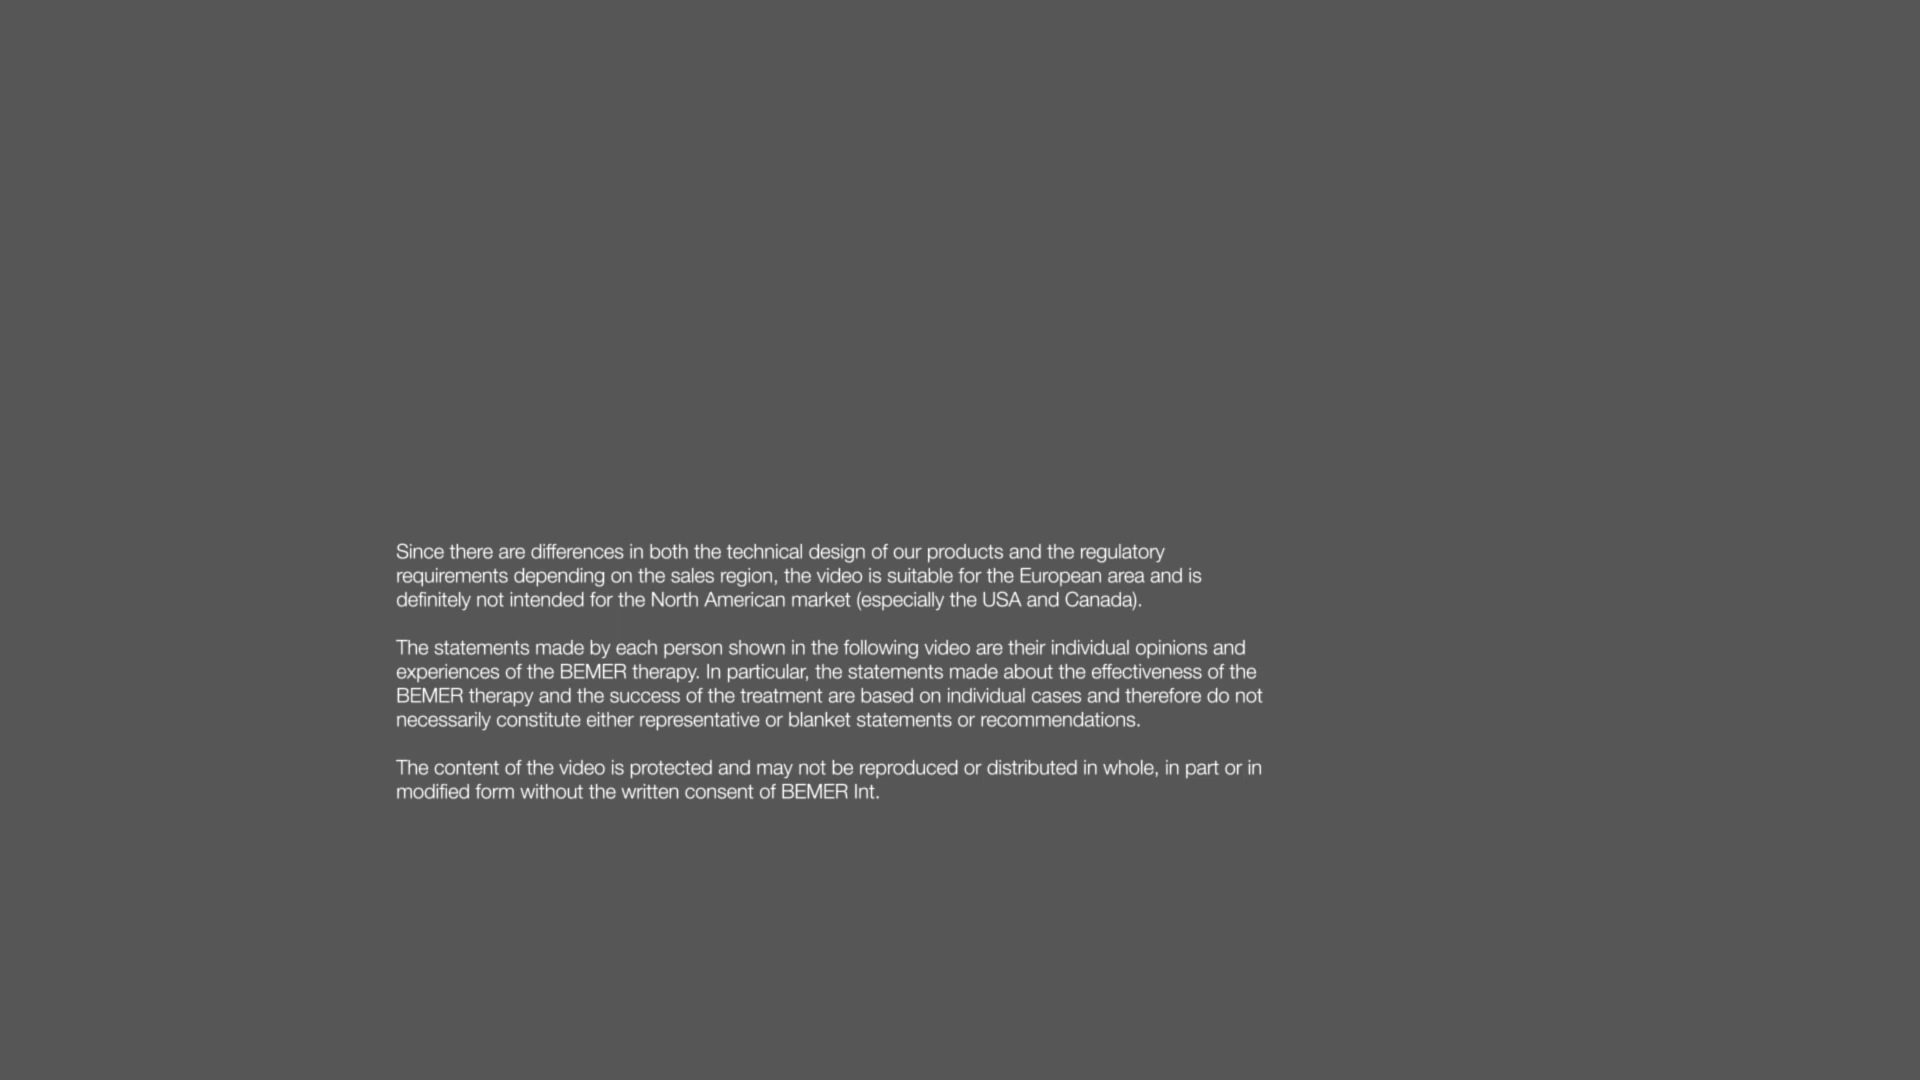 Since there are differences in both the technical design of our products and the regulatory
requirements depending on the sales region, the video is suitable for the European area and is
definitely not intended for the North American market (especially the USA and Canada).
The statements made by each person shown in the following video are their individual opinions and
experiences of the BEMER therapy. In particular, the statements made about the effectiveness of the
BEMER therapy and the success of the treatment are based on individual cases and therefore do not
necessarily constitute either representative or blanket statements or recommendations.
The content of the video is protected and may not be reproduced or distributed in whole, in part or in
modified form without the written consent of BEMER Int.